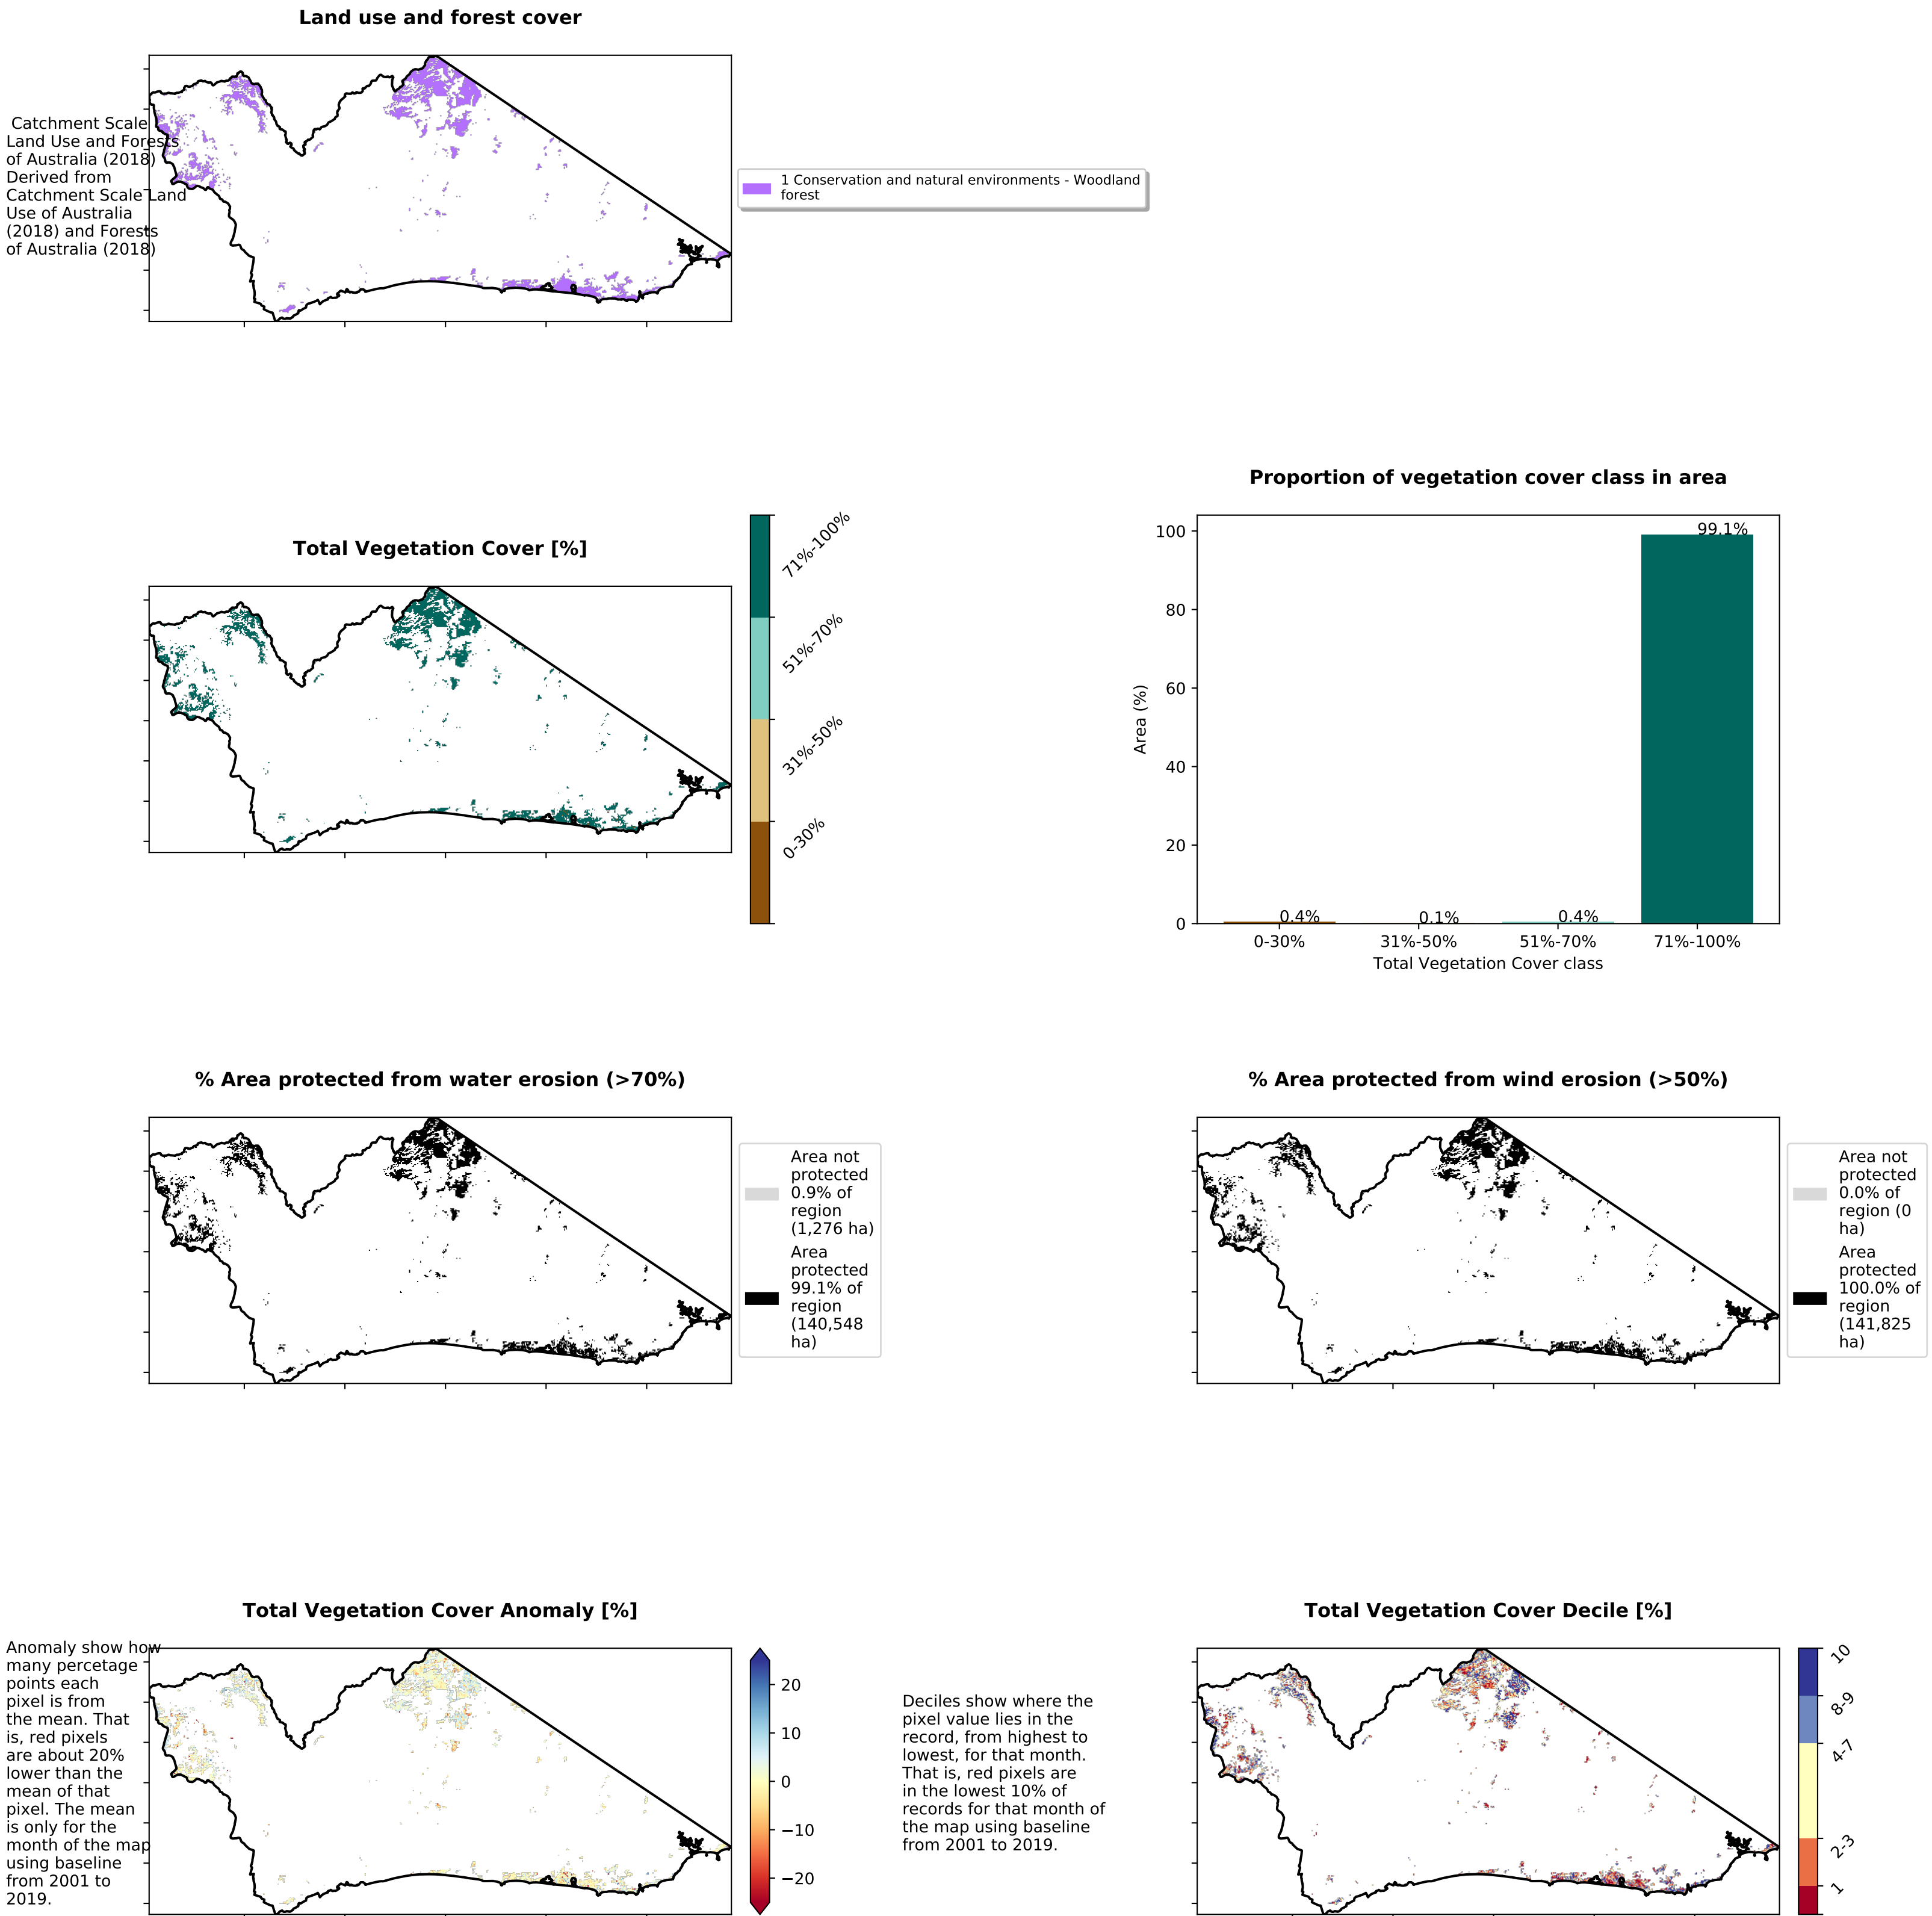 Land use and forest cover
Catchment Scale
Land Use and Forests
of Australia (2018)
Derived from
Catchment Scale Land
Use of Australia
(2018) and Forests
of Australia (2018)
1 Conservation and natural environments - Woodland
forest
Total Vegetation Cover [%]
71%-100%
51%-70%
31%-50%
0-30%
Proportion of vegetation cover class in area
100
80
60
40
20
0
Area (%)
0.4%
0.1%
0.4%
99.1%
0-30%
31%-50%
51%-70%
71%-100%
Total Vegetation Cover class
% Area protected from water erosion (>70%)
Area not
protected
0.9% of
region
(1,276 ha)
Area
protected
99.1% of
region
(140,548
ha)
% Area protected from wind erosion (>50%)
Area not
protected
0.0% of
region (0
ha)
Area
protected
100.0% of
region
(141,825
ha)
Total Vegetation Cover Anomaly [%]
Anomaly show how
many percetage
points each
pixel is from
the mean. That
is, red pixels
are about 20%
lower than the
mean of that
pixel. The mean
is only for the
month of the map
using baseline
from 2001 to
2019.
20
10
0
−10
−20
Total Vegetation Cover Decile [%]
Deciles show where the
pixel value lies in the
record, from highest to
lowest, for that month.
That is, red pixels are
in the lowest 10% of
records for that month of
the map using baseline
from 2001 to 2019.
10
8-9
4-7
2-3
1